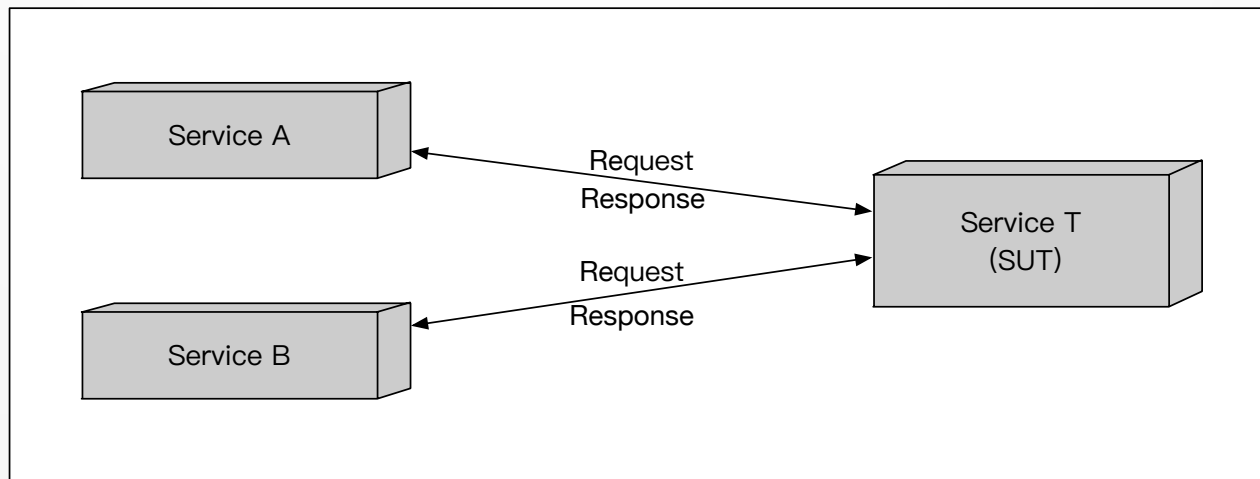 Service A
Request
Response
Service T
(SUT)
Request
Response
Service B